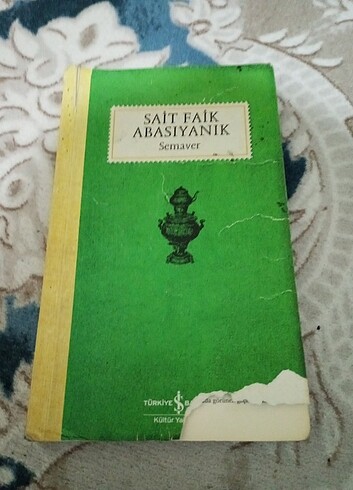 SAİT FAİK
ABASIYANIK
Semaver
TÜRKİYE İŞ
Kültür